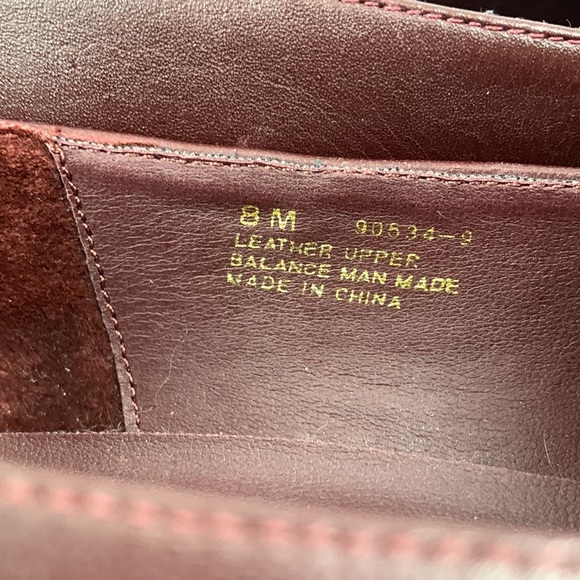 8 M 90534-9
LEATHER UPPER
BALANCE MAN MADE
MADE IN CHINA